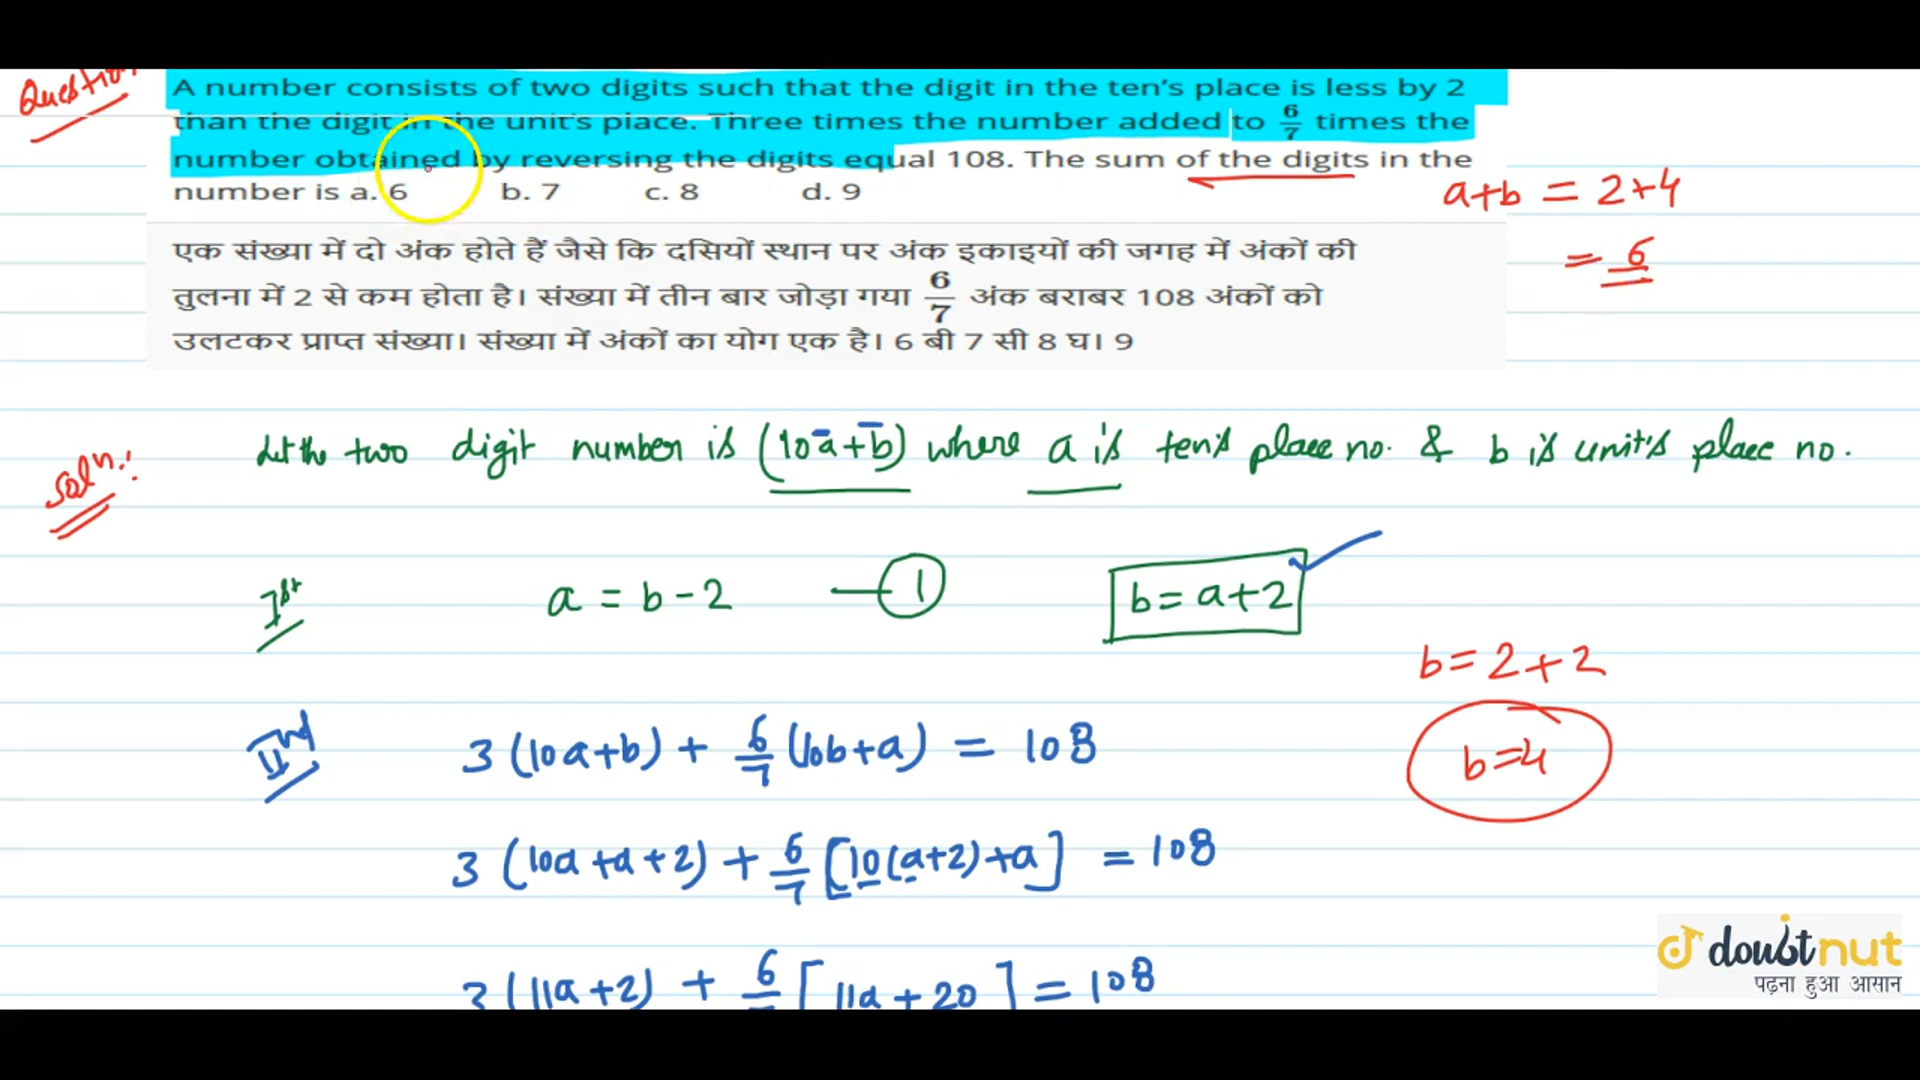 Question
A number consists of two digits such that the digit in the ten's place is less by 2
than the digit in the unit's place. Three times the number added to 6/7 times the
number obtained by reversing the digits equal 108. The sum of the digits in the
number is a. 6 b. 7 c. 8 d. 9
a+b = 2+4
= 6
एक संख्या में दो अंक होते हैं जैसे कि दसियों स्थान पर अंक इकाइयों की जगह में अंकों की
तुलना में 2 से कम होता है। संख्या में तीन बार जोड़ा गया 6/7 अंक बराबर 108 अंकों को
उलटकर प्राप्त संख्या। संख्या में अंकों का योग एक है। 6 बी 7 सी 8 घ। 9
Solⁿ:
Let the two digit number is (10a+b) where a is ten's place no. & b is unit's place no.
Ist a = b-2 — 1 b = a+2
b = 2+2
b=4
IInd 3(10a+b) + 6/7 (10b+a) = 108
3(10a+a+2) + 6/7 [10(a+2)+a] = 108
3(11a+2) + 6/7 [11a+20] = 108
doubtnut
पढ़ना हुआ आसान